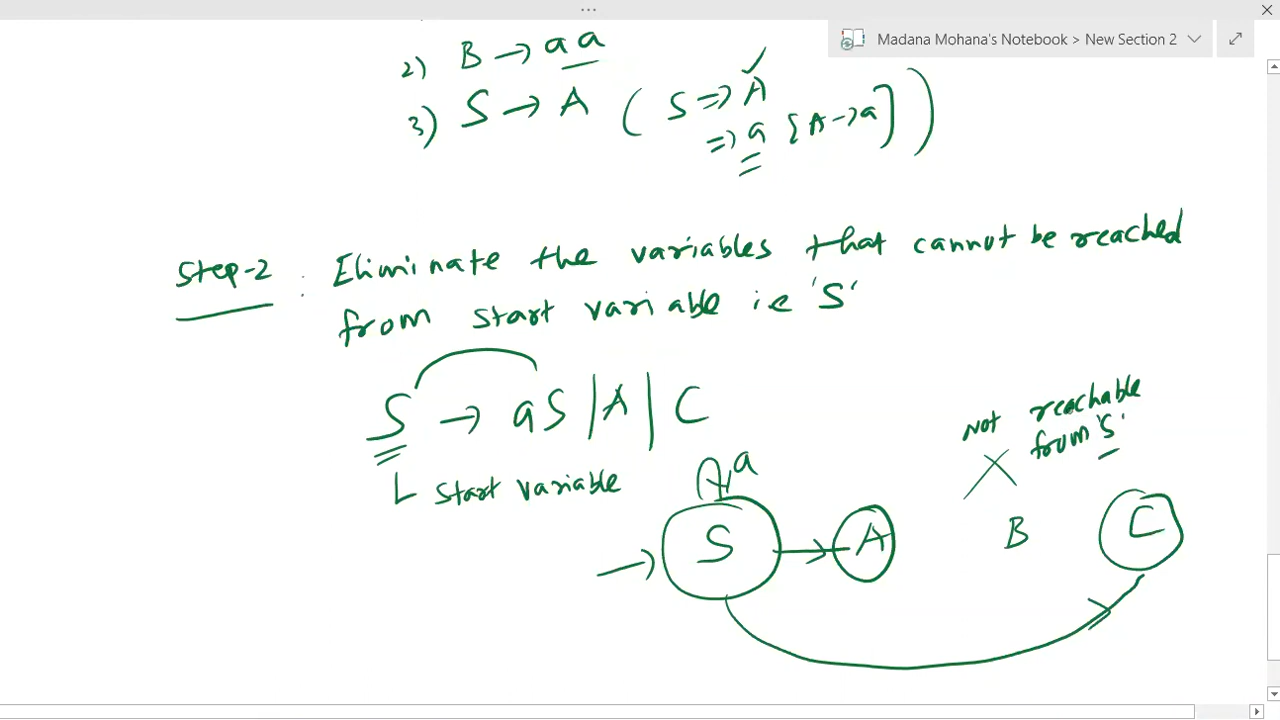 Madana Mohana's Notebook > New Section 2
2) B → aa
3) S → A ( S ⇒ A
⇒ a [A → a] )
Step-2 : Eliminate the variables that cannot be reached
from start variable ie 'S'
S → aS | A | C
Start variable
Not reachable
from 'S'
a
S → A B C